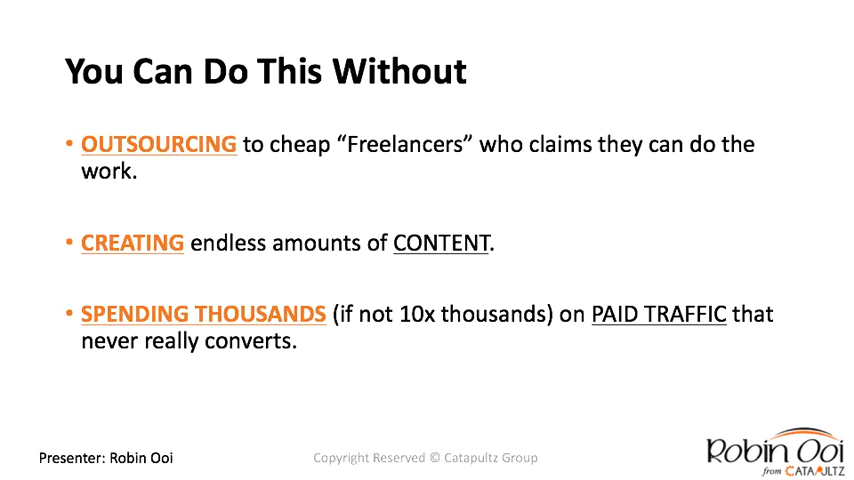 You Can Do This Without
• OUTSOURCING to cheap “Freelancers” who claims they can do the
work.
• CREATING endless amounts of CONTENT.
• SPENDING THOUSANDS (if not 10x thousands) on PAID TRAFFIC that
never really converts.
Presenter: Robin Ooi
Copyright Reserved © Catapultz Group
Robin Ooi
from CATAPULTZ